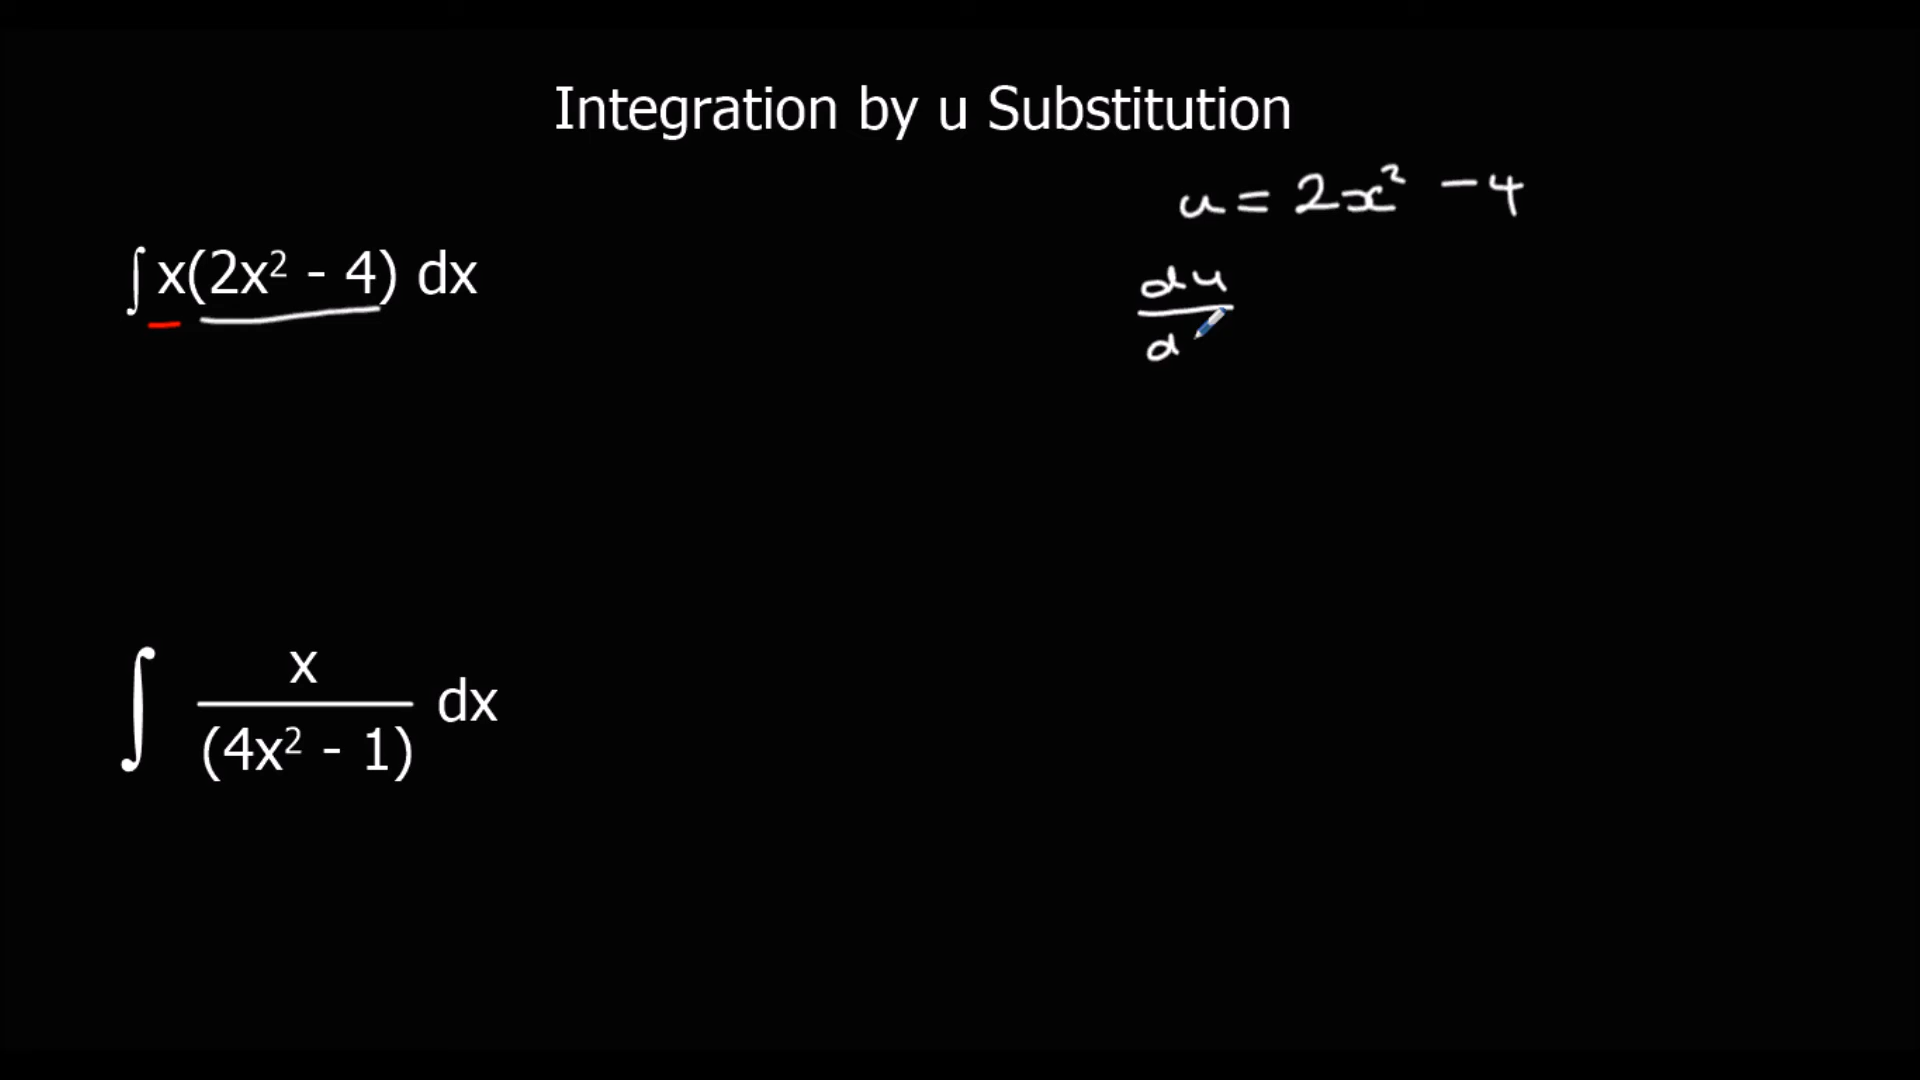 Integration by u Substitution
u = 2x² - 4
∫ x(2x² - 4) dx
du
d
∫ x
(4x² - 1) dx